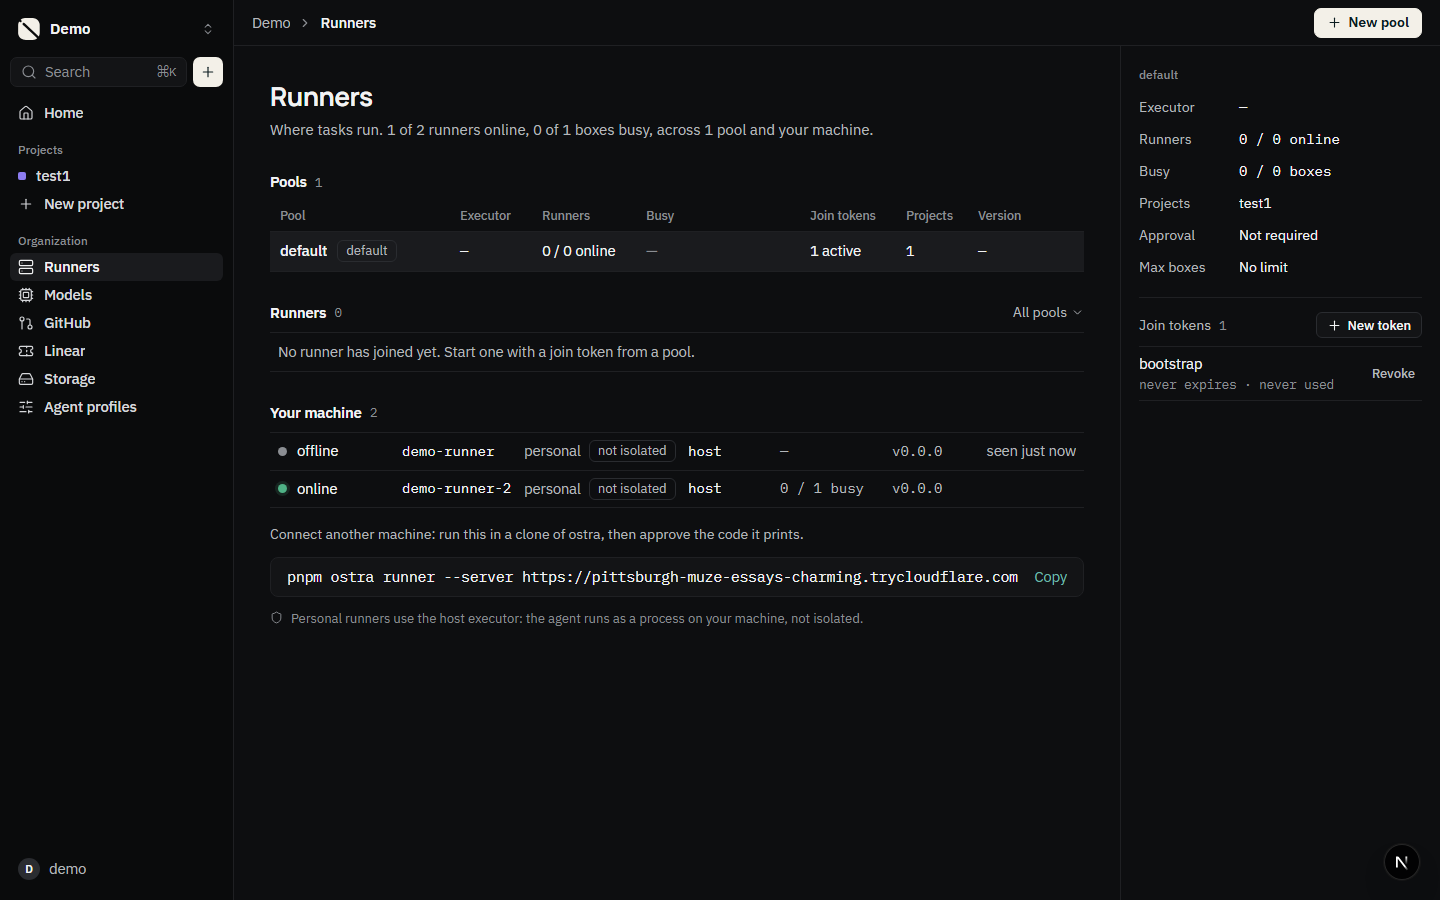 Demo
Search ⌘K
Home
Projects
test1
New project
Organization
Runners
Models
GitHub
Linear
Storage
Agent profiles
D demo
Demo > Runners
New pool
Runners
Where tasks run. 1 of 2 runners online, 0 of 1 boxes busy, across 1 pool and your machine.
Pools 1
Pool Executor Runners Busy Join tokens Projects Version
default default — 0 / 0 online — 1 active 1 —
Runners 0 All pools
No runner has joined yet. Start one with a join token from a pool.
Your machine 2
offline demo-runner personal not isolated host — v0.0.0 seen just now
online demo-runner-2 personal not isolated host 0 / 1 busy v0.0.0
Connect another machine: run this in a clone of ostra, then approve the code it prints.
pnpm ostra runner --server https://pittsburgh-muze-essays-charming.trycloudflare.com Copy
Personal runners use the host executor: the agent runs as a process on your machine, not isolated.
default
Executor —
Runners 0 / 0 online
Busy 0 / 0 boxes
Projects test1
Approval Not required
Max boxes No limit
Join tokens 1 New token
bootstrap
never expires · never used
Revoke
N